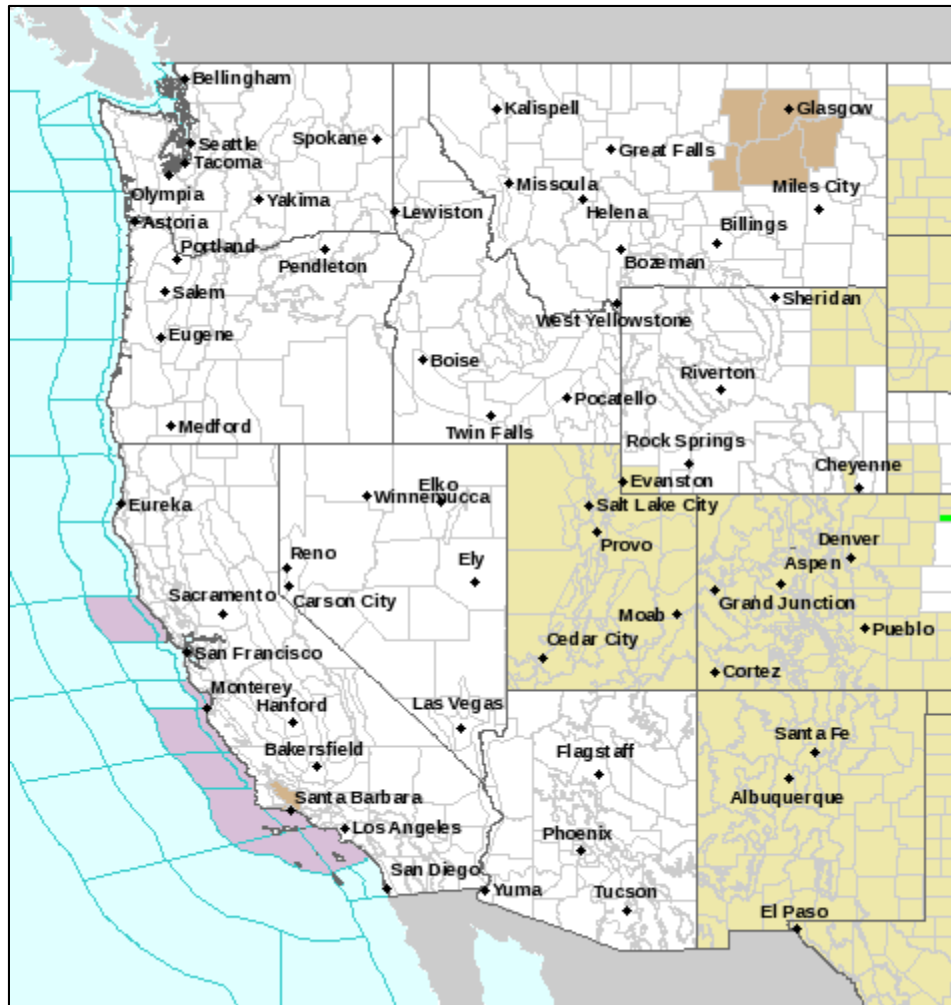 Bellingham
Kalispell
Glasgow
Seattle
Spokane
Great Falls
Tacoma
Olympia
Yakima
Missoula
Miles City
Helena
Lewiston
Astoria
Billings
Portland
Pendleton
Bozeman
Salem
Sheridan
West Yellowstone
Eugene
Boise
Riverton
Pocatello
Medford
Twin Falls
Rock Springs
Cheyenne
Evanston
Elko
Winnemucca
Eureka
Salt Lake City
Provo
Denver
Reno
Ely
Aspen
Carson City
Sacramento
Grand Junction
Moab
Pueblo
San Francisco
Cedar City
Cortez
Monterey
Hanford
Las Vegas
Bakersfield
Flagstaff
Santa Fe
Albuquerque
Santa Barbara
Los Angeles
Phoenix
San Diego
Yuma
Tucson
El Paso